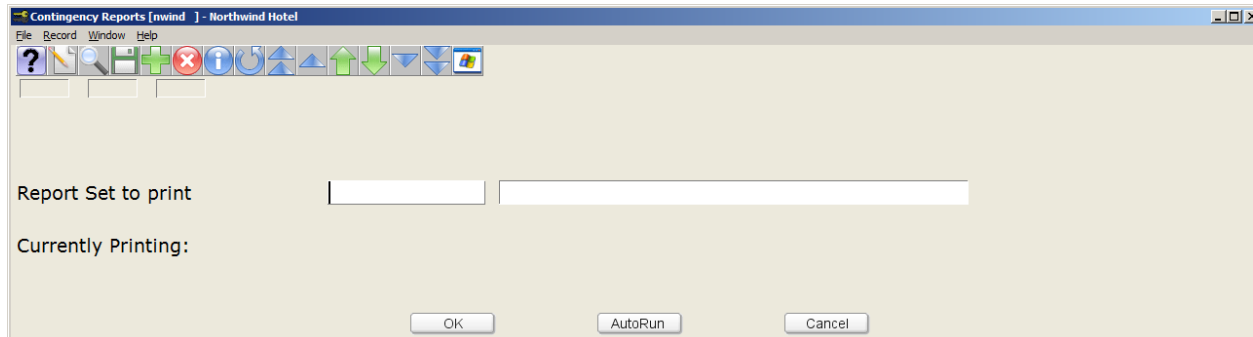 Contingency Reports [nwind   ] - Northwind Hotel
File Record Window Help
Report Set to print
Currently Printing:
OK AutoRun Cancel